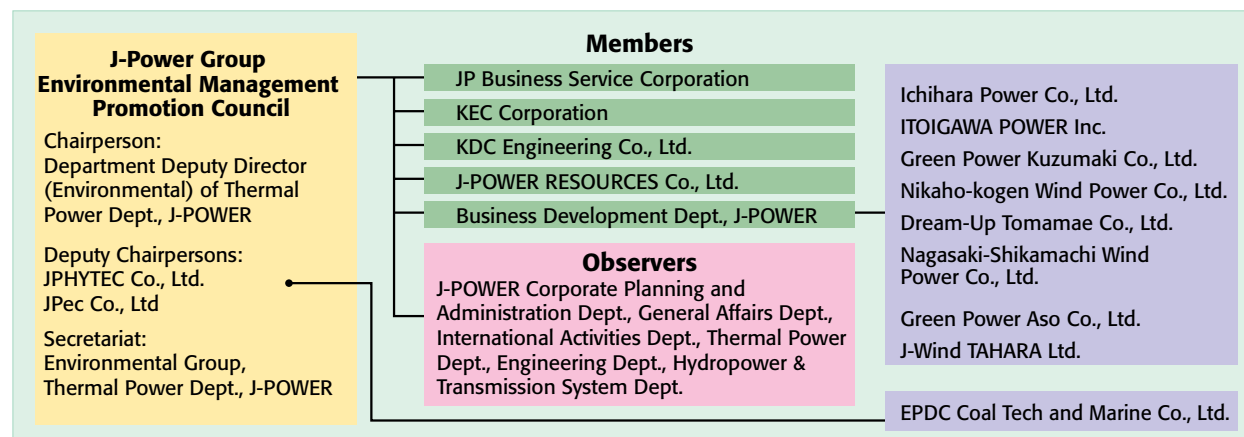 J-Power Group
Environmental Management
Promotion Council
Chairperson:
Department Deputy Director
(Environmental) of Thermal
Power Dept., J-POWER
Deputy Chairpersons:
JPHYTEC Co., Ltd.
JPec Co., Ltd
Secretariat:
Environmental Group,
Thermal Power Dept., J-POWER
Members
JP Business Service Corporation
KEC Corporation
KDC Engineering Co., Ltd.
J-POWER RESOURCES Co., Ltd.
Business Development Dept., J-POWER
Observers
J-POWER Corporate Planning and
Administration Dept., General Affairs Dept.,
International Activities Dept., Thermal Power
Dept., Engineering Dept., Hydropower &
Transmission System Dept.
Ichihara Power Co., Ltd.
ITOIGAWA POWER Inc.
Green Power Kuzumaki Co., Ltd.
Nikaho-kogen Wind Power Co., Ltd.
Dream-Up Tomamae Co., Ltd.
Nagasaki-Shikamachi Wind
Power Co., Ltd.
Green Power Aso Co., Ltd.
J-Wind TAHARA Ltd.
EPDC Coal Tech and Marine Co., Ltd.